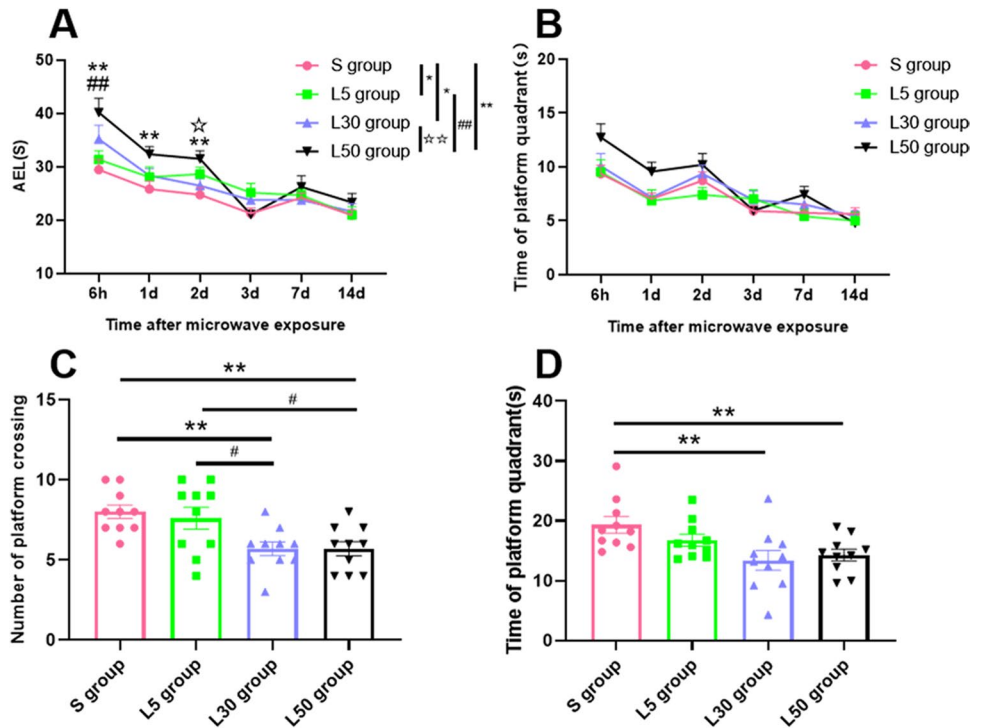 A
AEL(S)
50
40
30
20
10
**
##
**
☆
**
6h 1d 2d 3d 7d 14d
Time after microwave exposure
S group
L5 group
L30 group
L50 group
*
*
**
##
☆☆
B
Time of platform quadrant(s)
20
15
10
5
0
6h 1d 2d 3d 7d 14d
Time after microwave exposure
S group
L5 group
L30 group
L50 group
C
Number of platform crossing
15
10
5
0
**
#
**
#
S group
L5 group
L30 group
L50 group
D
Time of platform quadrant(s)
40
30
20
10
0
**
**
S group
L5 group
L30 group
L50 group